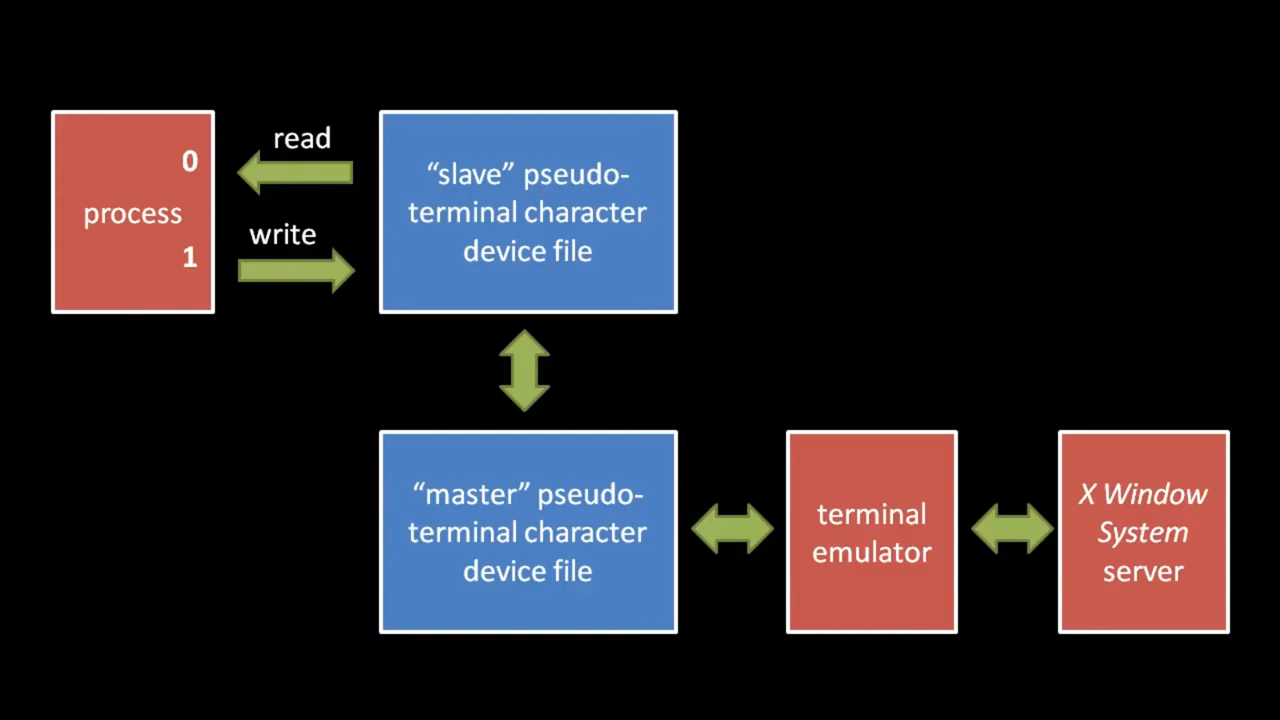 read
0
process
write
1
“slave” pseudo-
terminal character
device file
“master” pseudo-
terminal character
device file
terminal
emulator
X Window
System
server